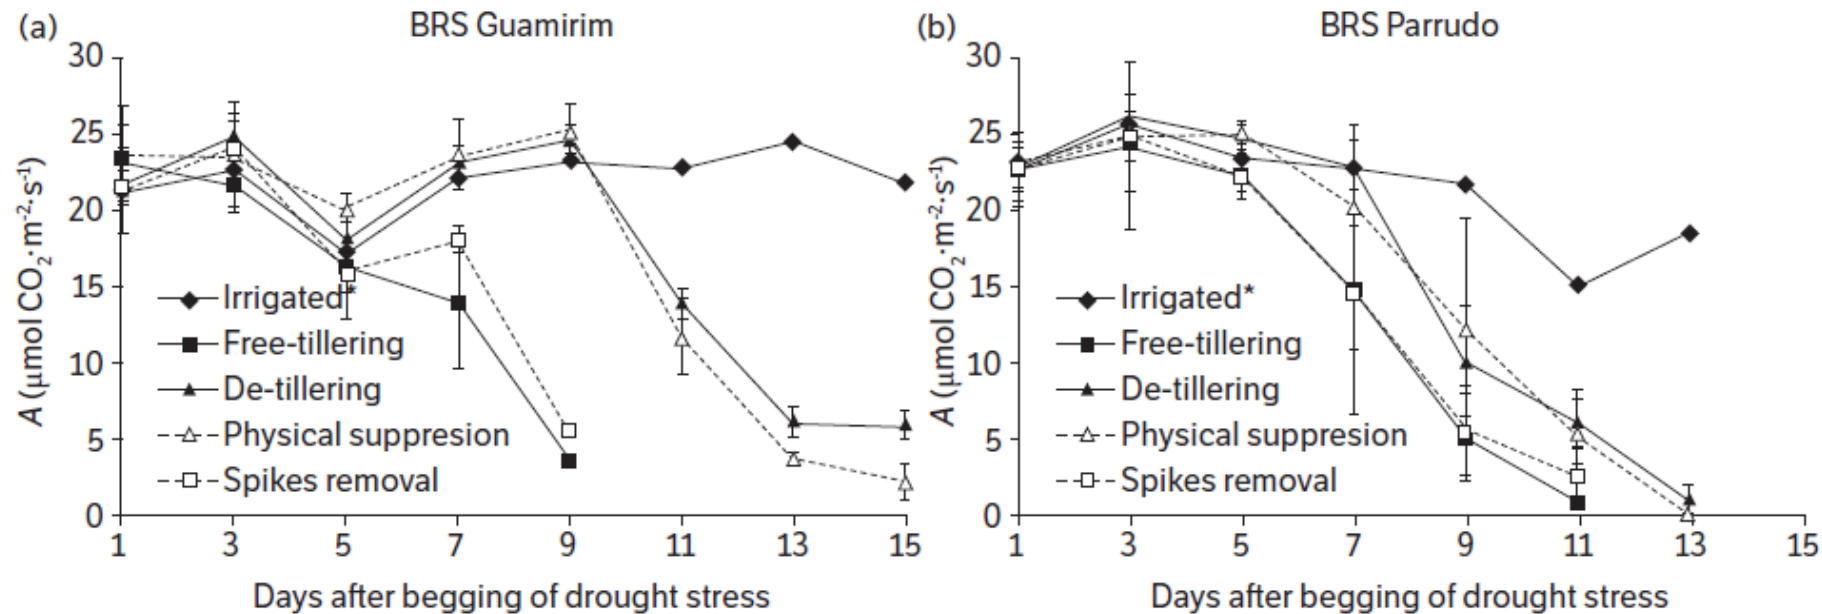 (a) BRS Guamirim
A (μmol CO₂·m⁻²·s⁻¹)
30
25
20
15
10
5
0
Irrigated*
Free-tillering
De-tillering
Physical suppresion
Spikes removal
1 3 5 7 9 11 13 15
Days after begging of drought stress
(b) BRS Parrudo
A (μmol CO₂·m⁻²·s⁻¹)
30
25
20
15
10
5
0
Irrigated*
Free-tillering
De-tillering
Physical suppresion
Spikes removal
1 3 5 7 9 11 13 15
Days after begging of drought stress